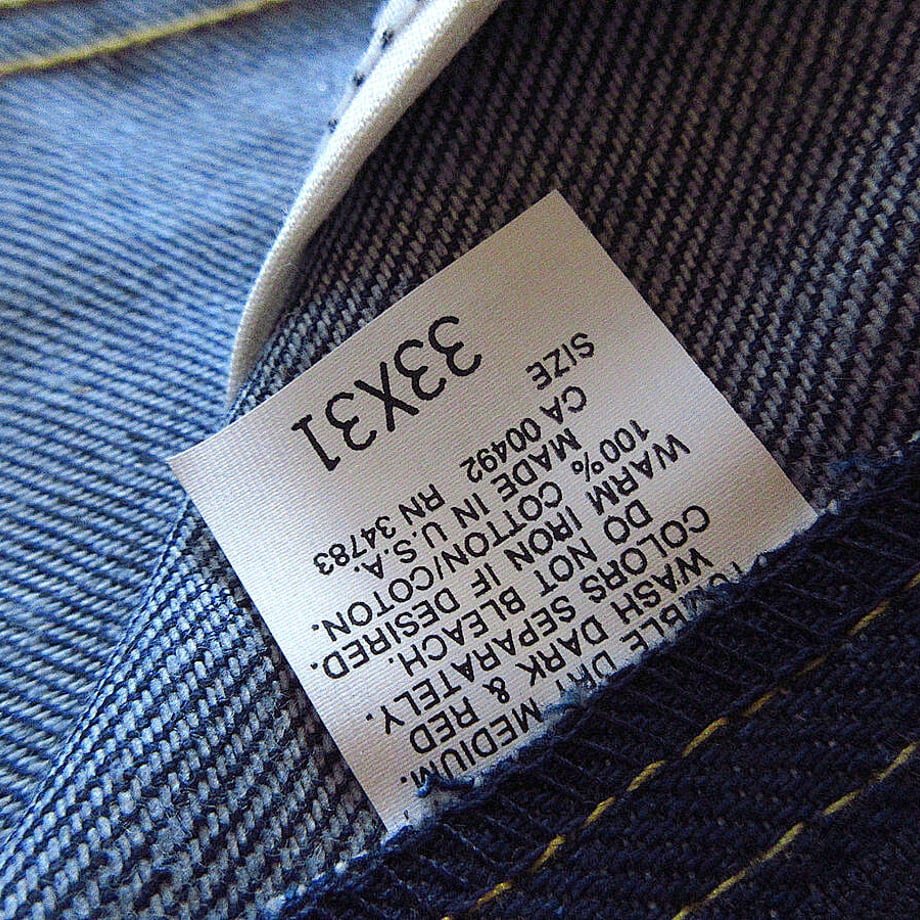 TUMBLE DRY MEDIUM.
WASH DARK & RED
COLORS SEPARATELY.
DO NOT BLEACH.
WARM IRON IF DESIRED.
100% COTTON/COTON.
MADE IN U.S.A.
CA 00492 RN 34783
SIZE
33X31